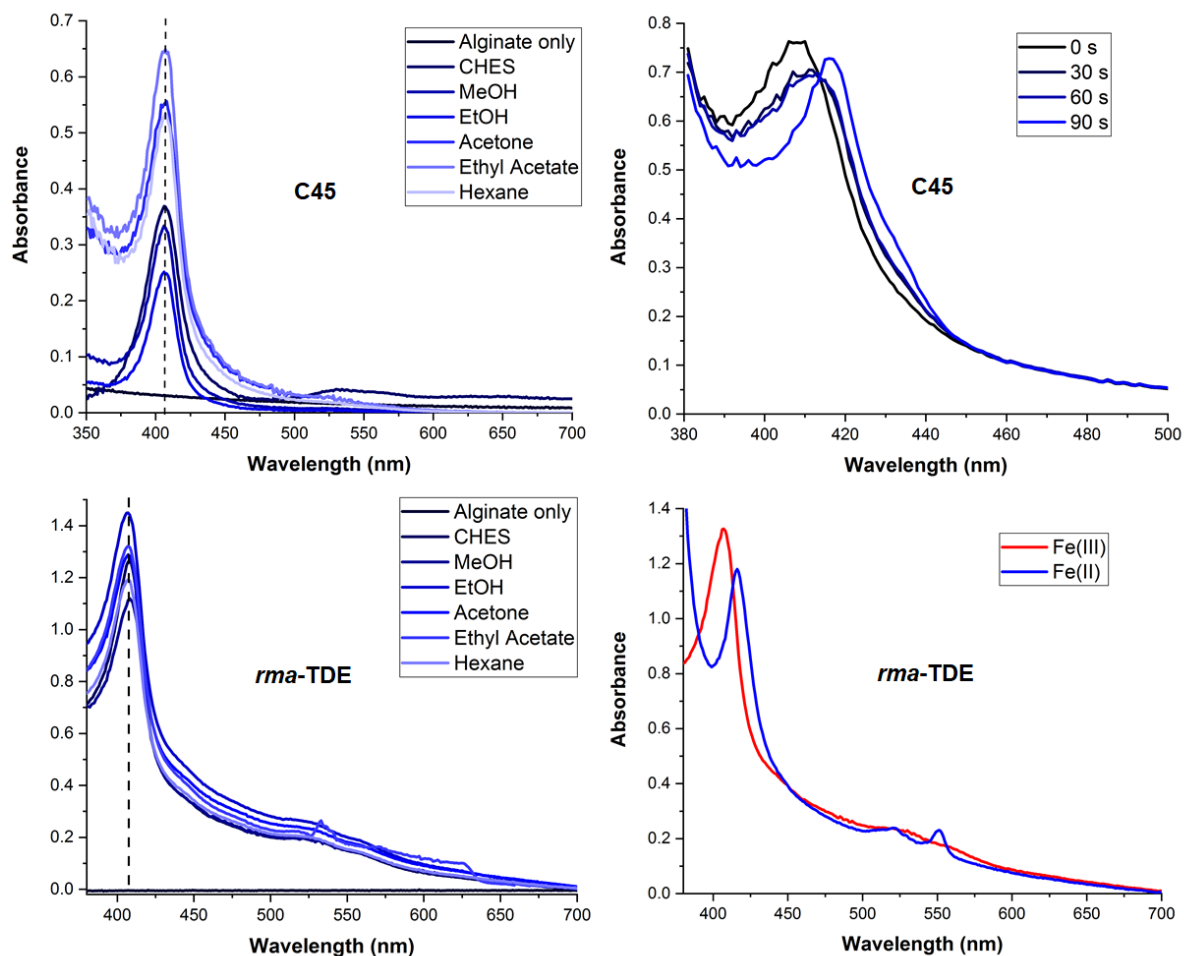 0.7
0.6
0.5
0.4
0.3
0.2
0.1
0.0
Absorbance
350 400 450 500 550 600 650 700
Wavelength (nm)
C45
Alginate only
CHES
MeOH
EtOH
Acetone
Ethyl Acetate
Hexane
0.8
0.7
0.6
0.5
0.4
0.3
0.2
0.1
0.0
Absorbance
380 400 420 440 460 480 500
Wavelength (nm)
C45
0 s
30 s
60 s
90 s
1.4
1.2
1.0
0.8
0.6
0.4
0.2
0.0
Absorbance
400 450 500 550 600 650 700
Wavelength (nm)
rma-TDE
Alginate only
CHES
MeOH
EtOH
Acetone
Ethyl Acetate
Hexane
1.4
1.2
1.0
0.8
0.6
0.4
0.2
0.0
Absorbance
400 450 500 550 600 650 700
Wavelength (nm)
rma-TDE
Fe(III)
Fe(II)